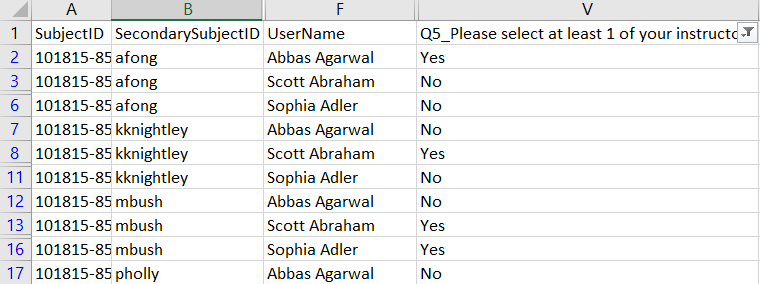 A B F V
1 SubjectID SecondarySubjectID UserName Q5_Please select at least 1 of your instructo
2 101815-85 afong Abbas Agarwal Yes
3 101815-85 afong Scott Abraham No
6 101815-85 afong Sophia Adler No
7 101815-85 kknightley Abbas Agarwal No
8 101815-85 kknightley Scott Abraham Yes
11 101815-85 kknightley Sophia Adler No
12 101815-85 mbush Abbas Agarwal No
13 101815-85 mbush Scott Abraham Yes
16 101815-85 mbush Sophia Adler Yes
17 101815-85 pholly Abbas Agarwal No